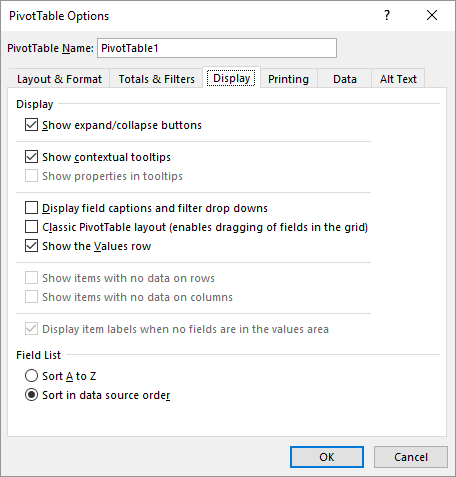 PivotTable Options
?
PivotTable Name: PivotTable1
Layout & Format Totals & Filters Display Printing Data Alt Text
Display
Show expand/collapse buttons
Show contextual tooltips
Show properties in tooltips
Display field captions and filter drop downs
Classic PivotTable layout (enables dragging of fields in the grid)
Show the Values row
Show items with no data on rows
Show items with no data on columns
Display item labels when no fields are in the values area
Field List
Sort A to Z
Sort in data source order
OK Cancel